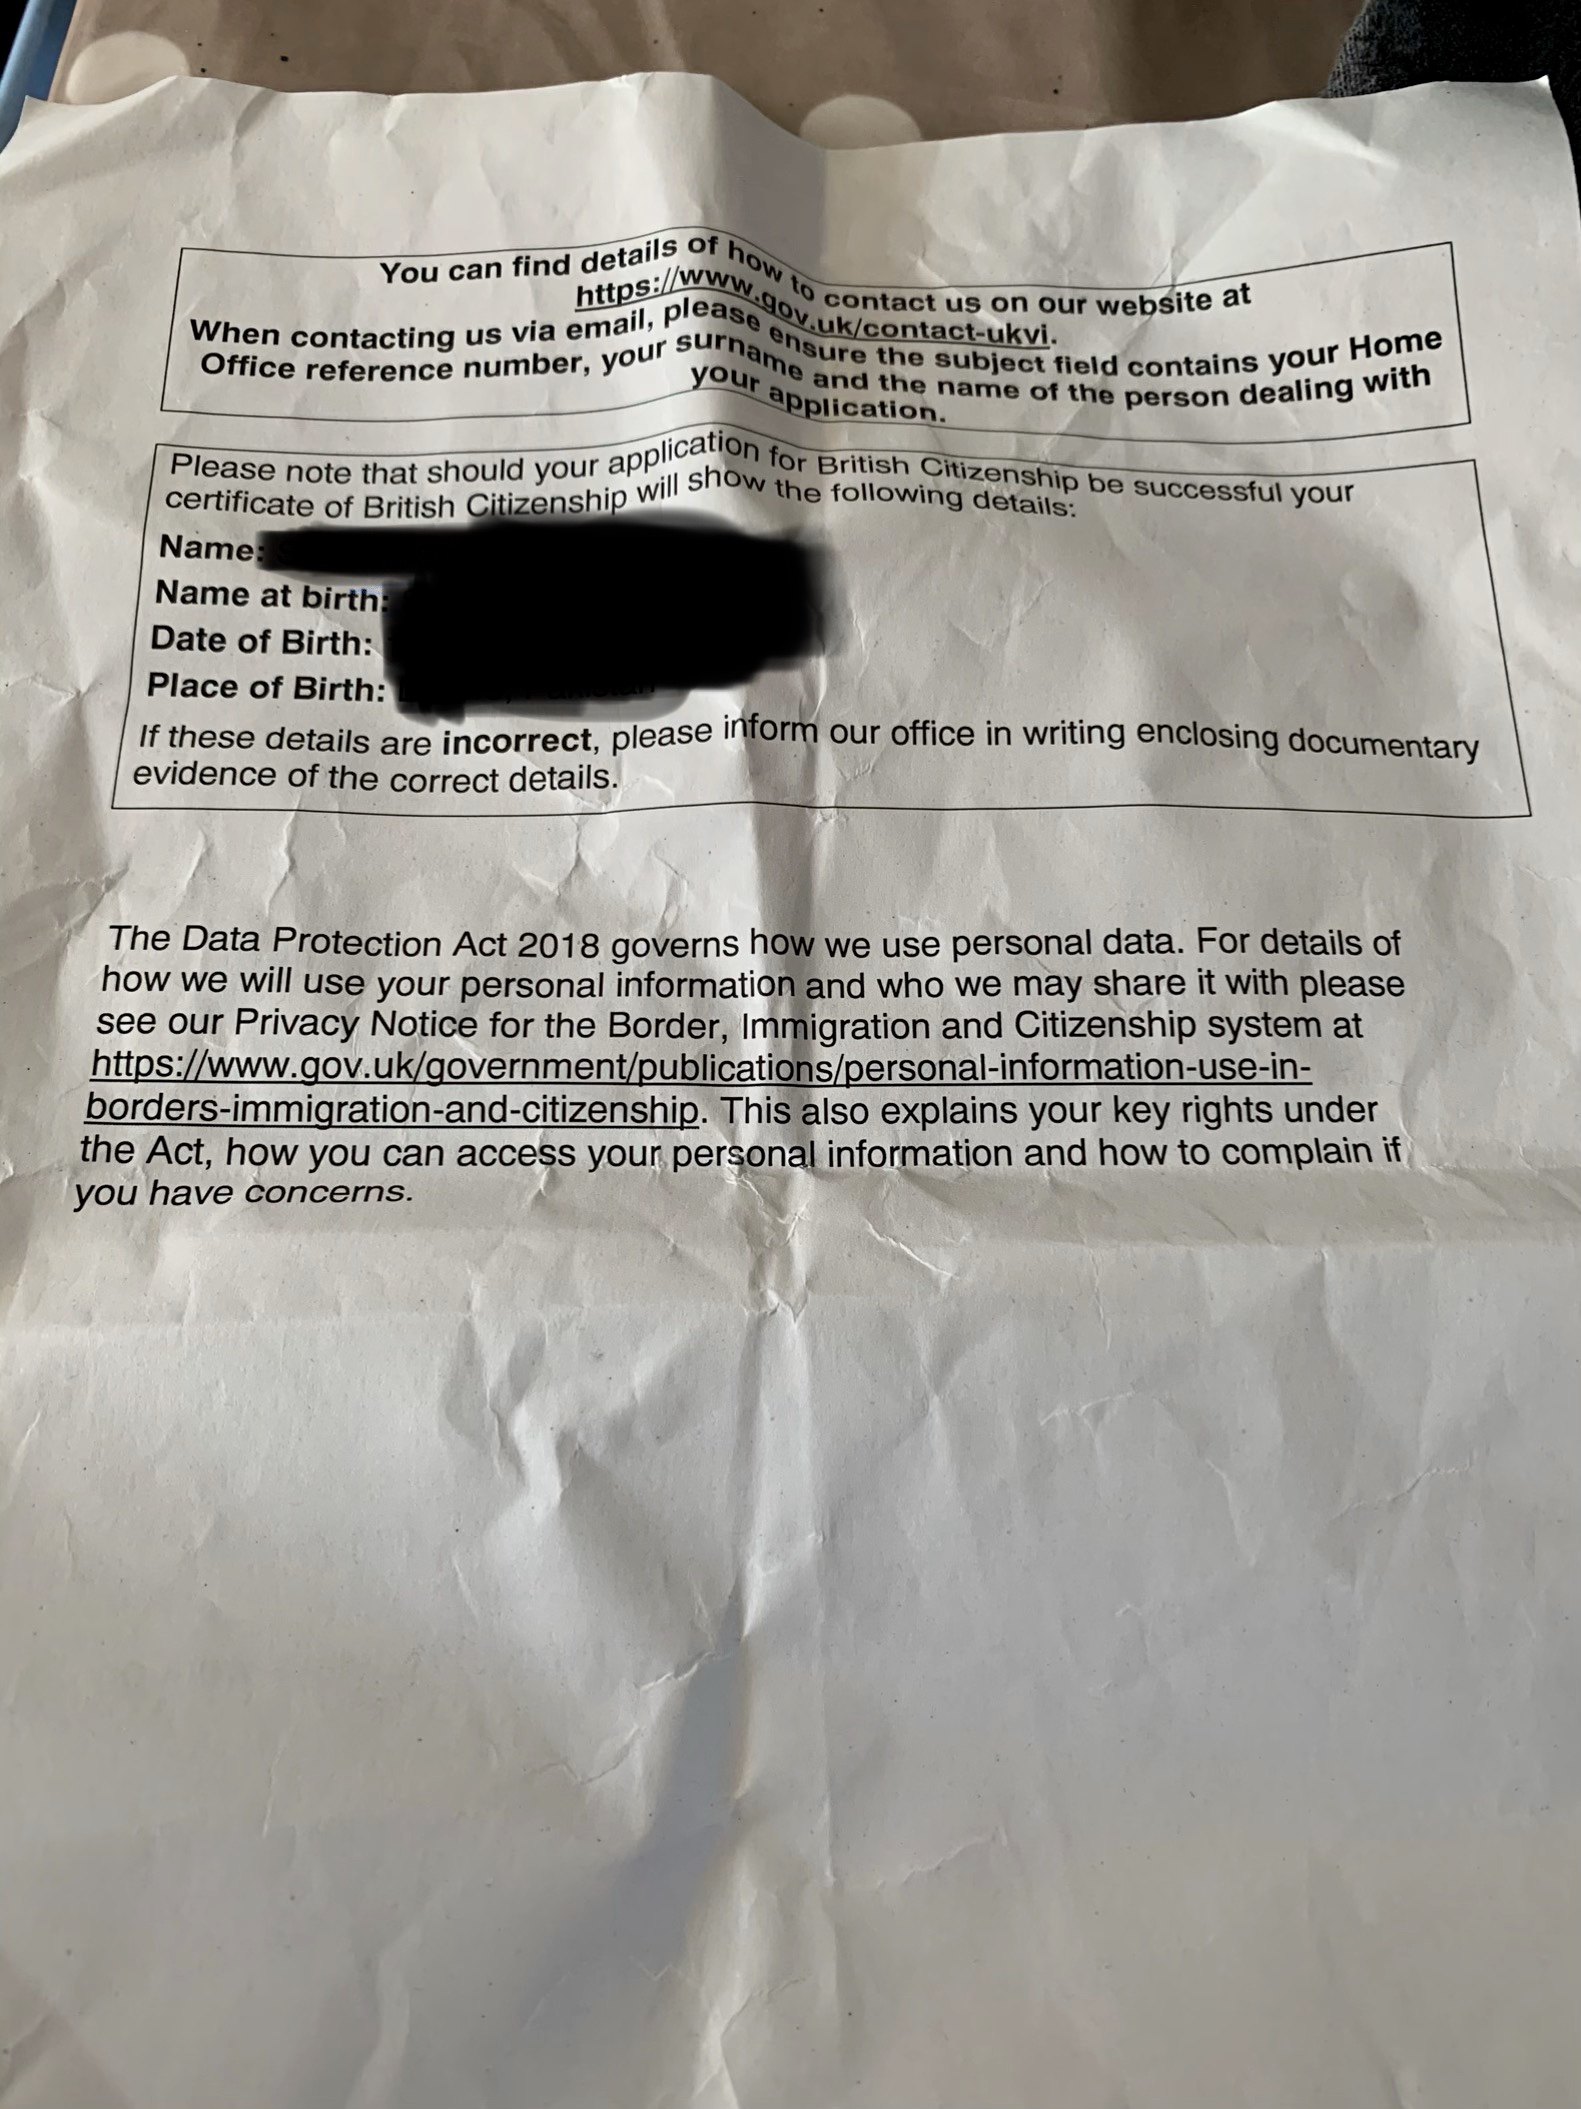 You can find details of how to contact us on our website at
https://www.gov.uk/contact-ukvi.
When contacting us via email, please ensure the subject field contains your Home
Office reference number, your surname and the name of the person dealing with
your application.
Please note that should your application for British Citizenship be successful your
certificate of British Citizenship will show the following details:
Name:
Name at birth:
Date of Birth:
Place of Birth:
If these details are incorrect, please inform our office in writing enclosing documentary
evidence of the correct details.
The Data Protection Act 2018 governs how we use personal data. For details of
how we will use your personal information and who we may share it with please
see our Privacy Notice for the Border, Immigration and Citizenship system at
https://www.gov.uk/government/publications/personal-information-use-in-
borders-immigration-and-citizenship. This also explains your key rights under
the Act, how you can access your personal information and how to complain if
you have concerns.